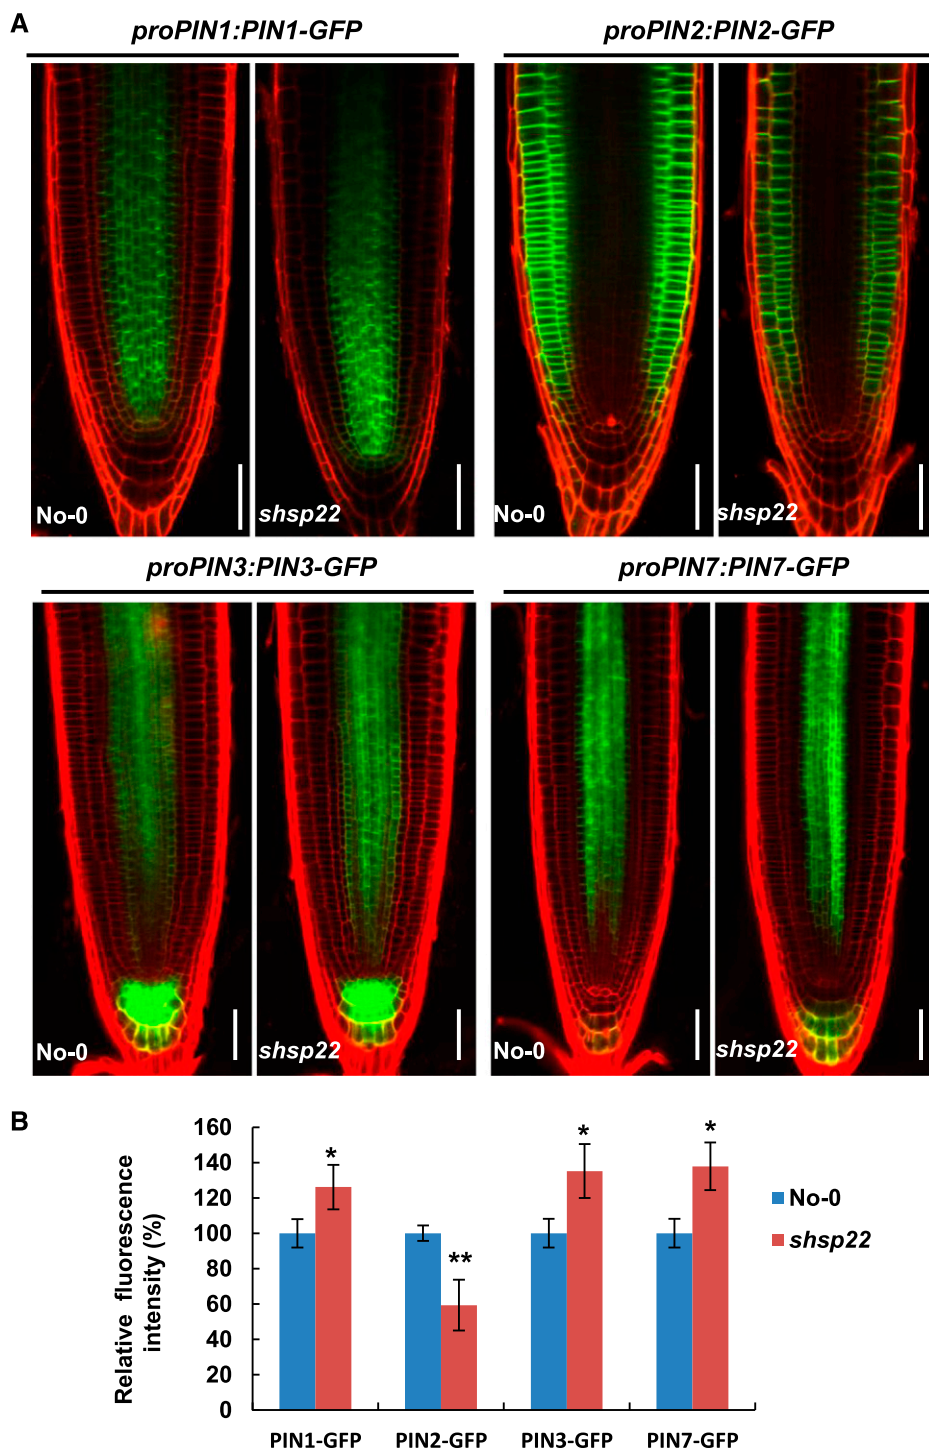 A
proPIN1:PIN1-GFP
proPIN2:PIN2-GFP
No-0
shsp22
No-0
shsp22
proPIN3:PIN3-GFP
proPIN7:PIN7-GFP
No-0
shsp22
No-0
shsp22
B
Relative fluorescence
intensity (%)
160
140
120
100
80
60
40
20
0
*
**
*
*
No-0
shsp22
PIN1-GFP
PIN2-GFP
PIN3-GFP
PIN7-GFP